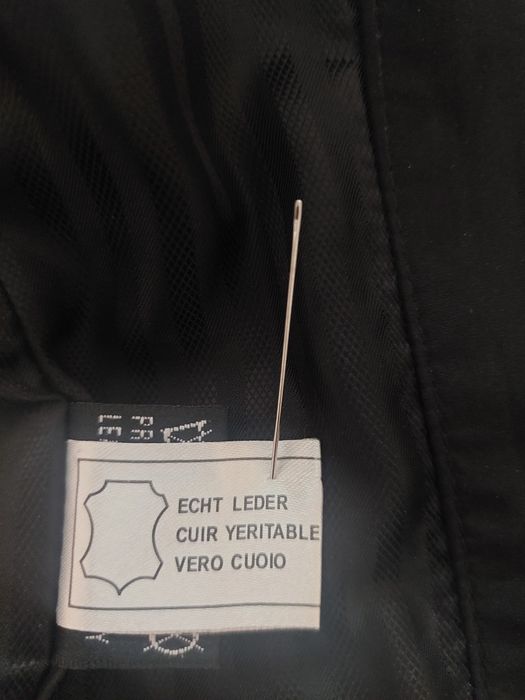 ECHT LEDER
CUIR YERITABLE
VERO CUOIO